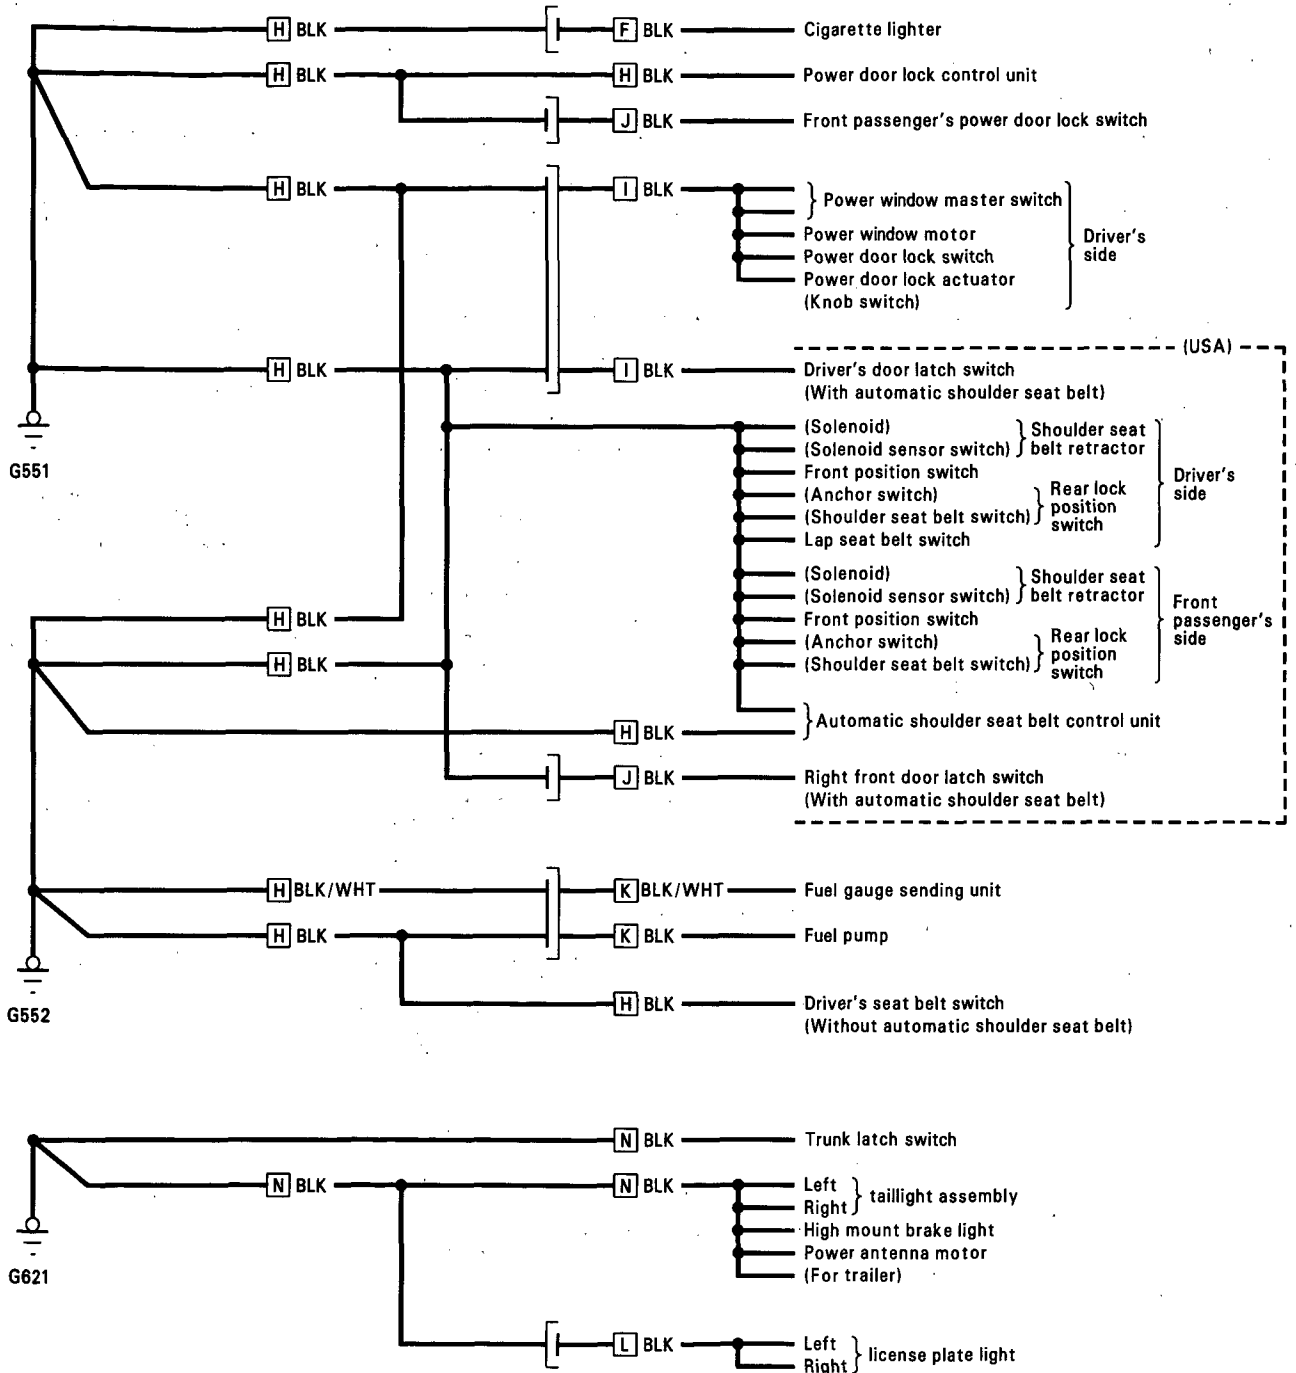 H BLK F BLK Cigarette lighter
H BLK H BLK Power door lock control unit
J BLK Front passenger's power door lock switch
H BLK I BLK Power window master switch
Power window motor
Power door lock switch
Power door lock actuator
(Knob switch)
Driver's
side
(USA)
H BLK I BLK Driver's door latch switch
(With automatic shoulder seat belt)
G551
(Solenoid)
(Solenoid sensor switch)
Shoulder seat
belt retractor
Front position switch
(Anchor switch)
(Shoulder seat belt switch)
Rear lock
position
switch
Lap seat belt switch
Driver's
side
(Solenoid)
(Solenoid sensor switch)
Shoulder seat
belt retractor
H BLK Front position switch
(Anchor switch)
H BLK (Shoulder seat belt switch)
Rear lock
position
switch
Front
passenger's
side
H BLK Automatic shoulder seat belt control unit
J BLK Right front door latch switch
(With automatic shoulder seat belt)
H BLK/WHT K BLK/WHT Fuel gauge sending unit
H BLK K BLK Fuel pump
G552
H BLK Driver's seat belt switch
(Without automatic shoulder seat belt)
N BLK Trunk latch switch
N BLK N BLK Left
Right
taillight assembly
High mount brake light
Power antenna motor
(For trailer)
G621
L BLK Left
Right
license plate light